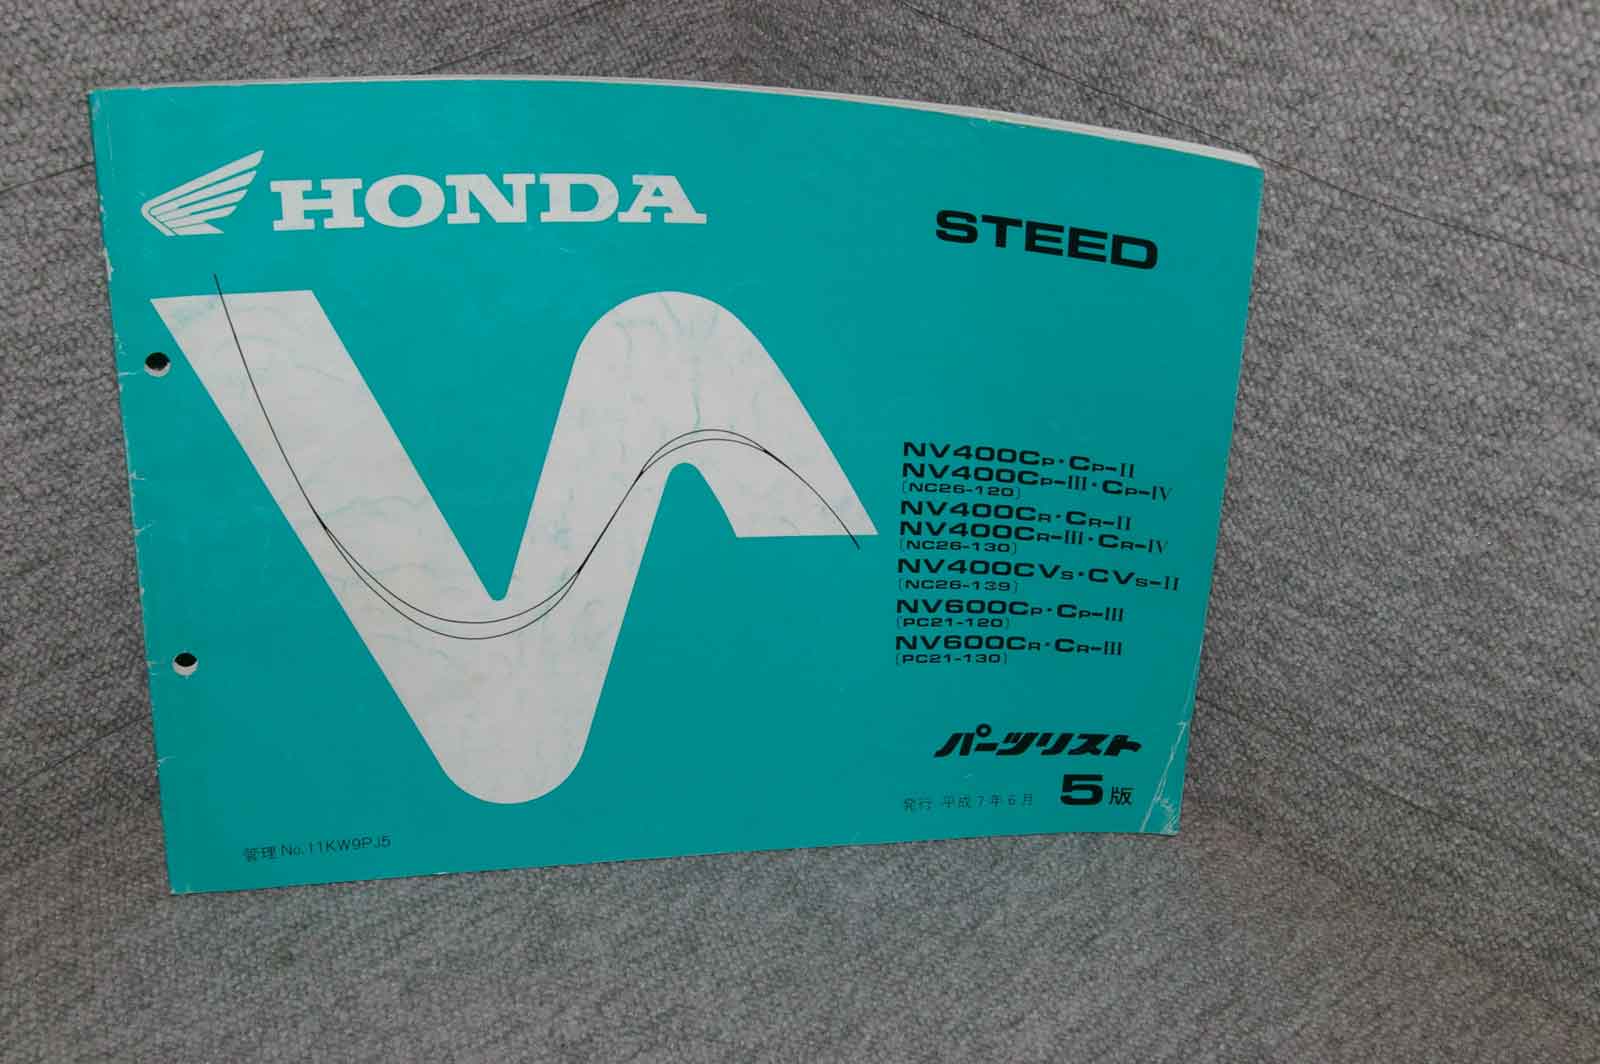 HONDA
STEED
NV400CP・CP-II
NV400CP-III・CP-IV
(NC26-120)
NV400CR・CR-II
NV400CR-III・CR-IV
(NC26-130)
NV400CVS・CVS-II
(NC26-139)
NV600CP・CP-III
(PC21-120)
NV600CR・CR-III
(PC21-130)
パーツリスト
発行 平成7年6月 5版
管理 No.11KW9PJ5